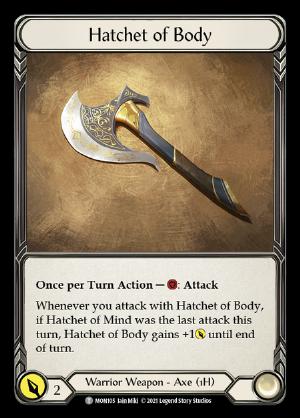 Hatchet of Body
Once per Turn Action — : Attack
Whenever you attack with Hatchet of Body,
if Hatchet of Mind was the last attack this
turn, Hatchet of Body gains +1 until end
of turn.
2
Warrior Weapon - Axe (1H)
MON105 Jain Miki © 2021 Legend Story Studios